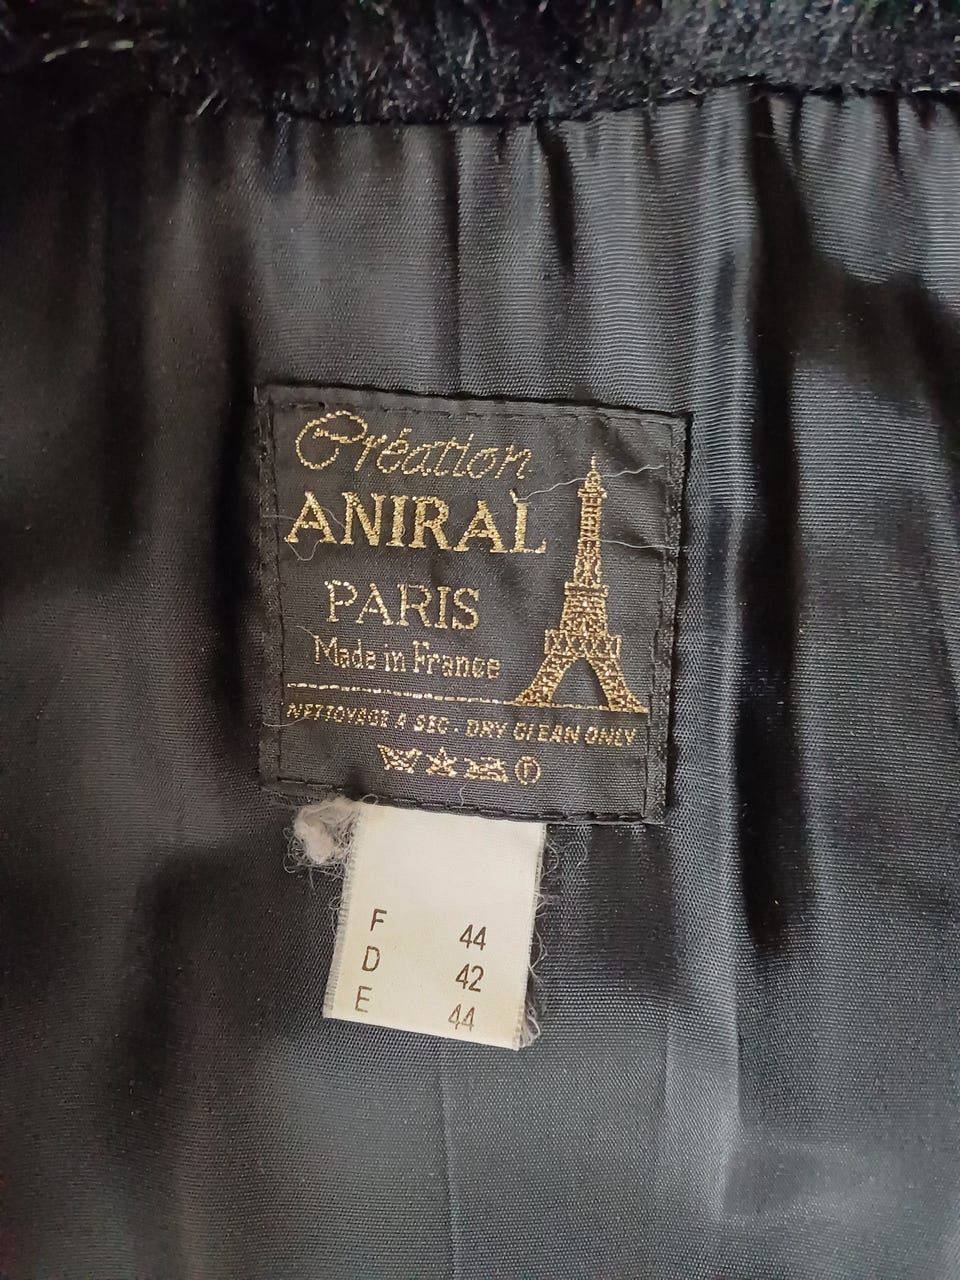 Création
ANIRAL
PARIS
Made in France
NETTOYAGE A SEC - DRY CLEAN ONLY
F 44
D 42
E 44